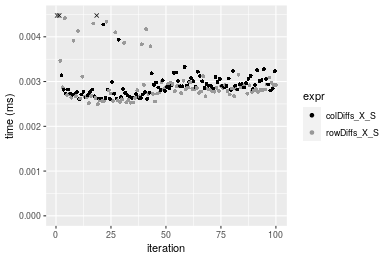 0.004
0.003
0.002
0.001
0.000
time (ms)
0
25
50
75
100
iteration
expr
colDiffs_X_S
rowDiffs_X_S